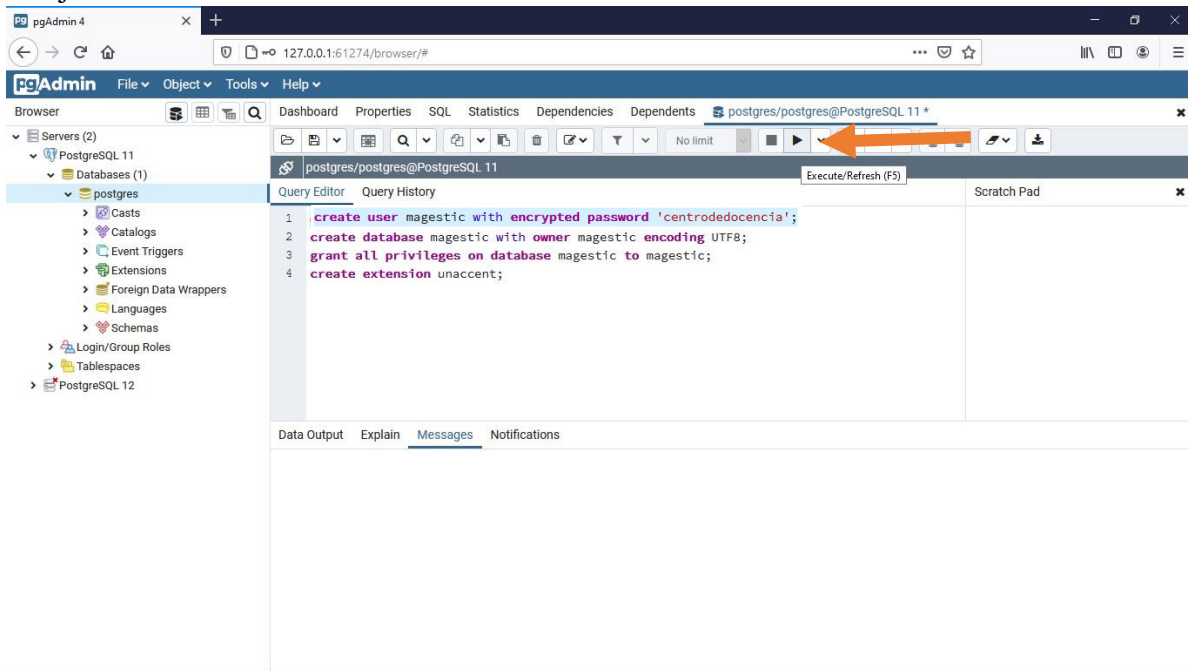 pgAdmin 4
127.0.0.1:61274/browser/#
pgAdmin File Object Tools Help
Browser
Dashboard Properties SQL Statistics Dependencies Dependents postgres/postgres@PostgreSQL 11 *
Servers (2)
PostgreSQL 11
Databases (1)
postgres
Casts
Catalogs
Event Triggers
Extensions
Foreign Data Wrappers
Languages
Schemas
Login/Group Roles
Tablespaces
PostgreSQL 12
No limit
postgres/postgres@PostgreSQL 11
Execute/Refresh (F5)
Query Editor Query History
Scratch Pad
1 create user magestic with encrypted password 'centrodedocencia';
2 create database magestic with owner magestic encoding UTF8;
3 grant all privileges on database magestic to magestic;
4 create extension unaccent;
Data Output Explain Messages Notifications